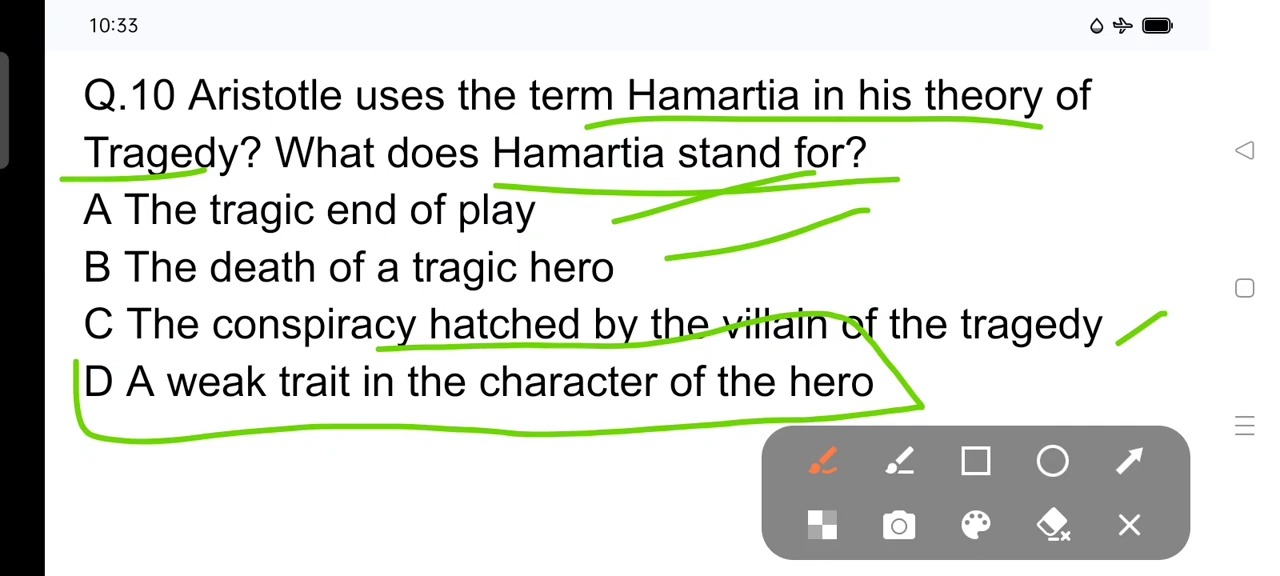 10:33
Q.10 Aristotle uses the term Hamartia in his theory of
Tragedy? What does Hamartia stand for?
A The tragic end of play
B The death of a tragic hero
C The conspiracy hatched by the villain of the tragedy
D A weak trait in the character of the hero